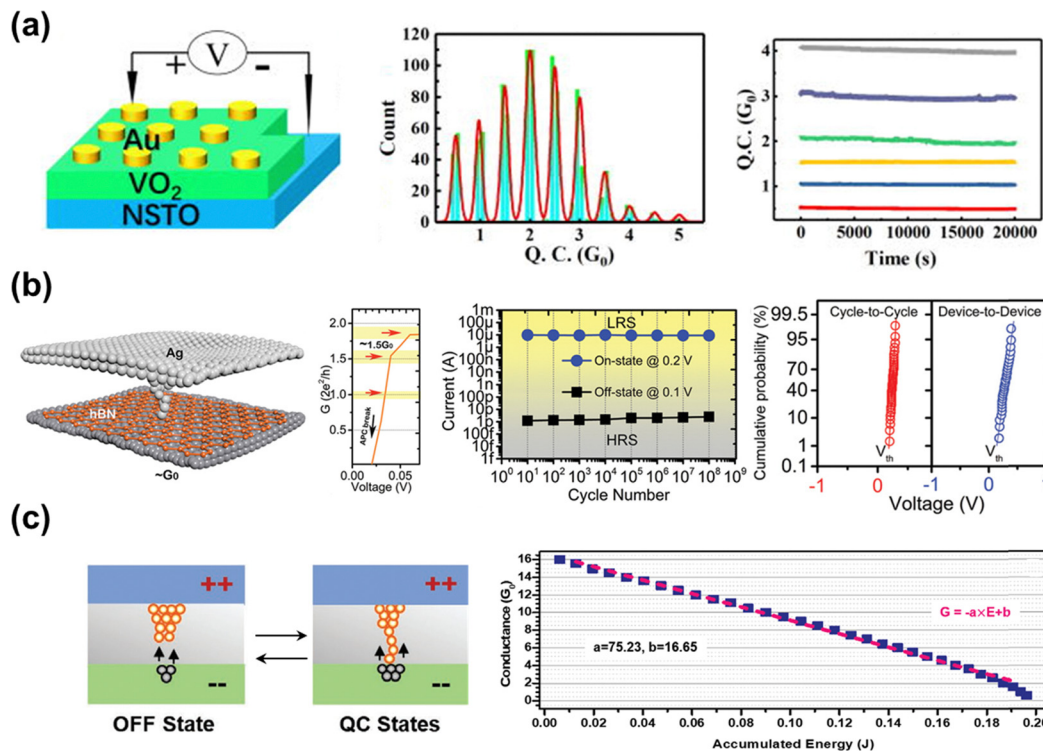 (a)
V
+
-
Au
VO₂
NSTO
Count
120
100
80
60
40
20
0
1 2 3 4 5
Q. C. (G₀)
Q.C. (G₀)
4
3
2
1
0 5000 10000 15000 20000
Time (s)
(b)
Ag
hBN
~G₀
G (2e²/h)
2.0
1.5
1.0
0.5
~1.5G₀
APC break
0.00 0.05
Voltage (V)
Current (A)
1m
100μ
10μ
1μ
100n
10n
1n
100p
10p
1p
100f
10f
1f
LRS
On-state @ 0.2 V
Off-state @ 0.1 V
HRS
10⁰ 10¹ 10² 10³ 10⁴ 10⁵ 10⁶ 10⁷ 10⁸ 10⁹
Cycle Number
Cumulative probability (%)
99.5
95
70
40
10
1
0.1
Cycle-to-Cycle
Device-to-Device
Vth
Vth
-1 0 -1 0
Voltage (V)
(c)
++
--
OFF State
++
--
QC States
Conductance (G₀)
16
14
12
10
8
6
4
2
0
G = -a×E+b
a=75.23, b=16.65
0.00 0.02 0.04 0.06 0.08 0.10 0.12 0.14 0.16 0.18 0.20
Accumulated Energy (J)